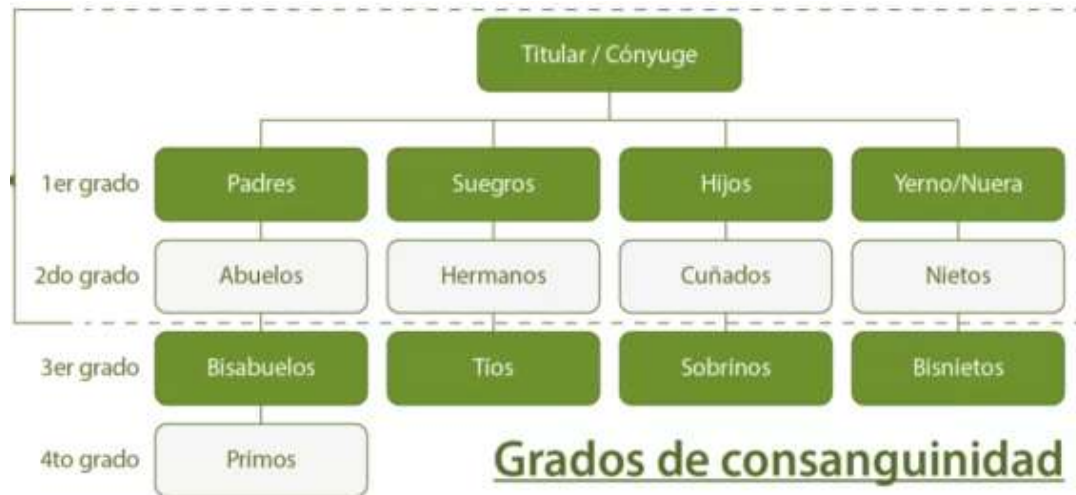 Titular / Cónyuge
1er grado
Padres
Suegros
Hijos
Yerno/Nuera
2do grado
Abuelos
Hermanos
Cuñados
Nietos
3er grado
Bisabuelos
Tíos
Sobrinos
Bisnietos
4to grado
Primos
Grados de consanguinidad